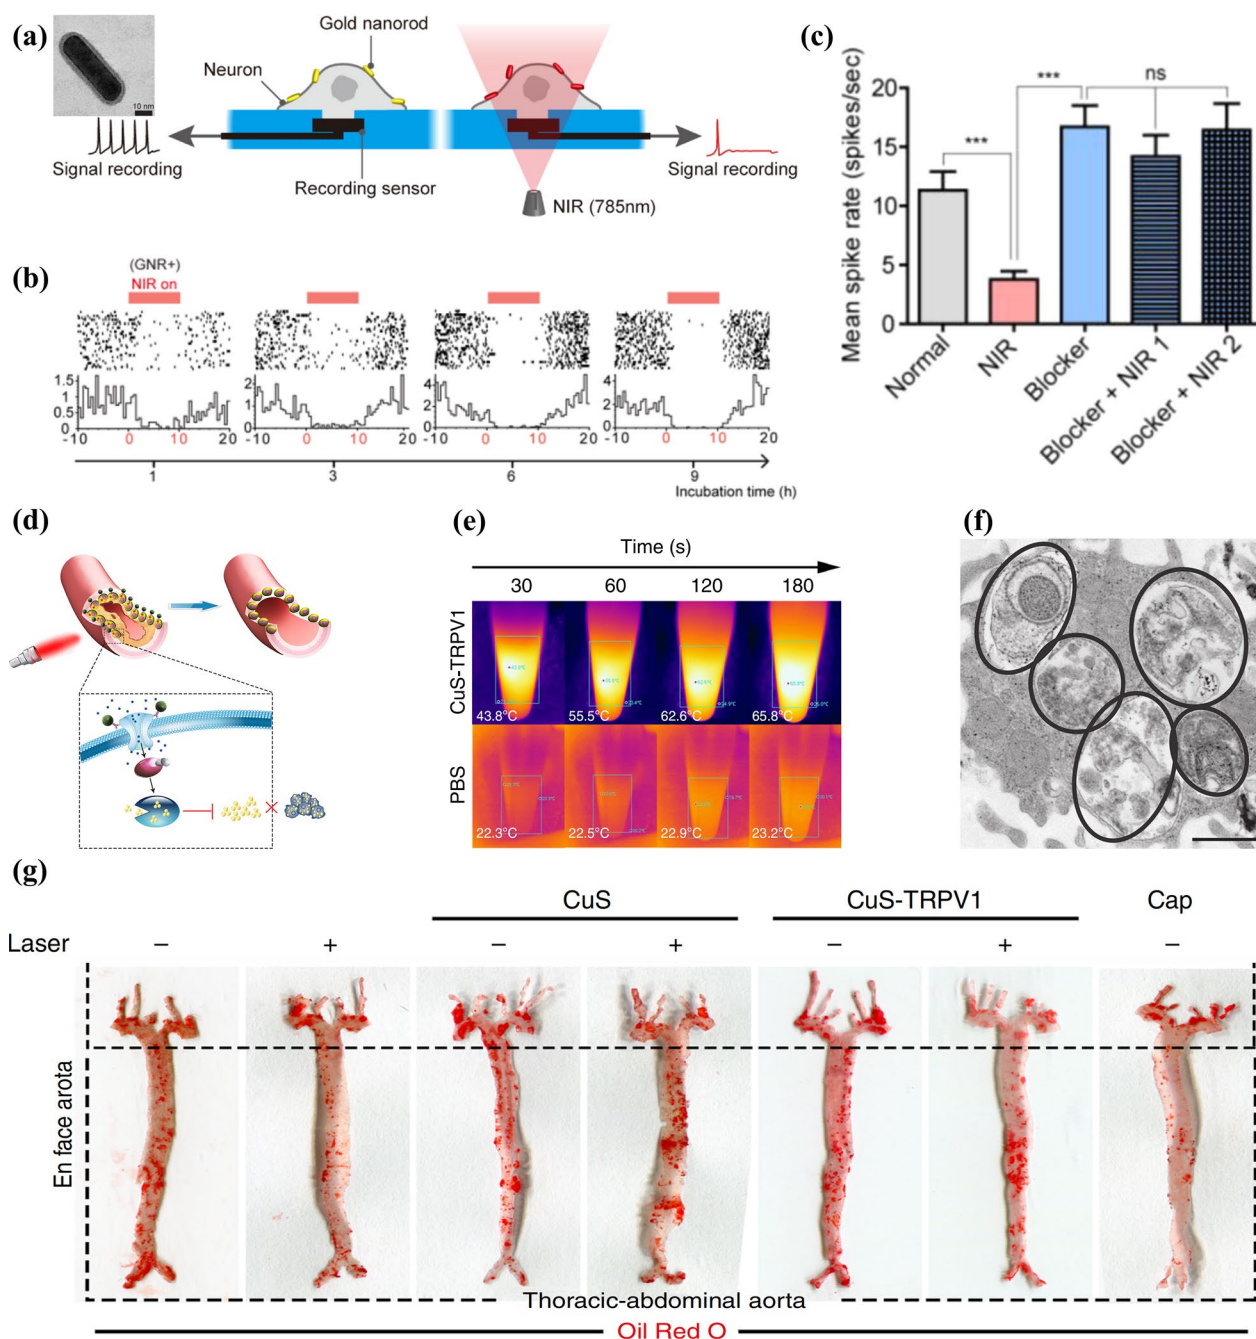 (a)
10 nm
Gold nanorod
Neuron
Signal recording
Recording sensor
NIR (785nm)
Signal recording
(b)
(GNR+)
NIR on
1.5
1
0.5
0
2
1
0
4
2
0
4
2
0
-10 0 10 20
-10 0 10 20
-10 0 10 20
-10 0 10 20
1 3 6 9
Incubation time (h)
(c)
Mean spike rate (spikes/sec)
20
15
10
5
0
***
***
ns
Normal
NIR
Blocker
Blocker + NIR 1
Blocker + NIR 2
(d)
(e)
Time (s)
30 60 120 180
CuS-TRPV1
43.8°C 55.5°C 62.6°C 65.8°C
PBS
22.3°C 22.5°C 22.9°C 23.2°C
(f)
(g)
CuS CuS-TRPV1 Cap
Laser − + − + − + −
En face arota
Thoracic-abdominal aorta
Oil Red O